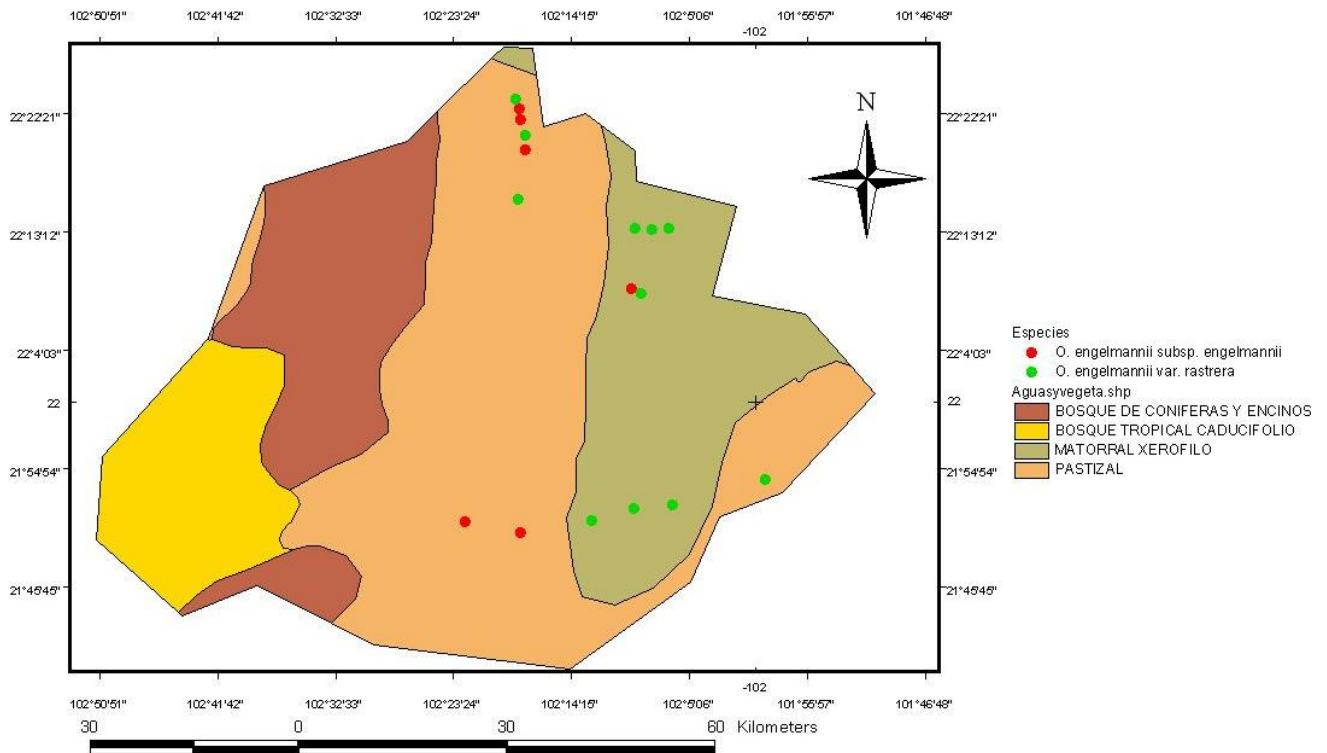 102°50'51" 102°41'42" 102°32'33" 102°23'24" 102°14'15" 102°5'06" 101°55'57" 101°46'48"
-102
N
22°22'21" 22°22'21"
22°13'12" 22°13'12"
22°4'03" 22°4'03"
22 22
21°54'54" 21°54'54"
21°45'45" 21°45'45"
Especies
O. engelmannii subsp. engelmannii
O. engelmannii var. rastrera
Aguasyvegeta.shp
BOSQUE DE CONIFERAS Y ENCINOS
BOSQUE TROPICAL CADUCIFOLIO
MATORRAL XEROFILO
PASTIZAL
-102
102°50'51" 102°41'42" 102°32'33" 102°23'24" 102°14'15" 102°5'06" 101°55'57" 101°46'48"
30 0 30 60 Kilometers